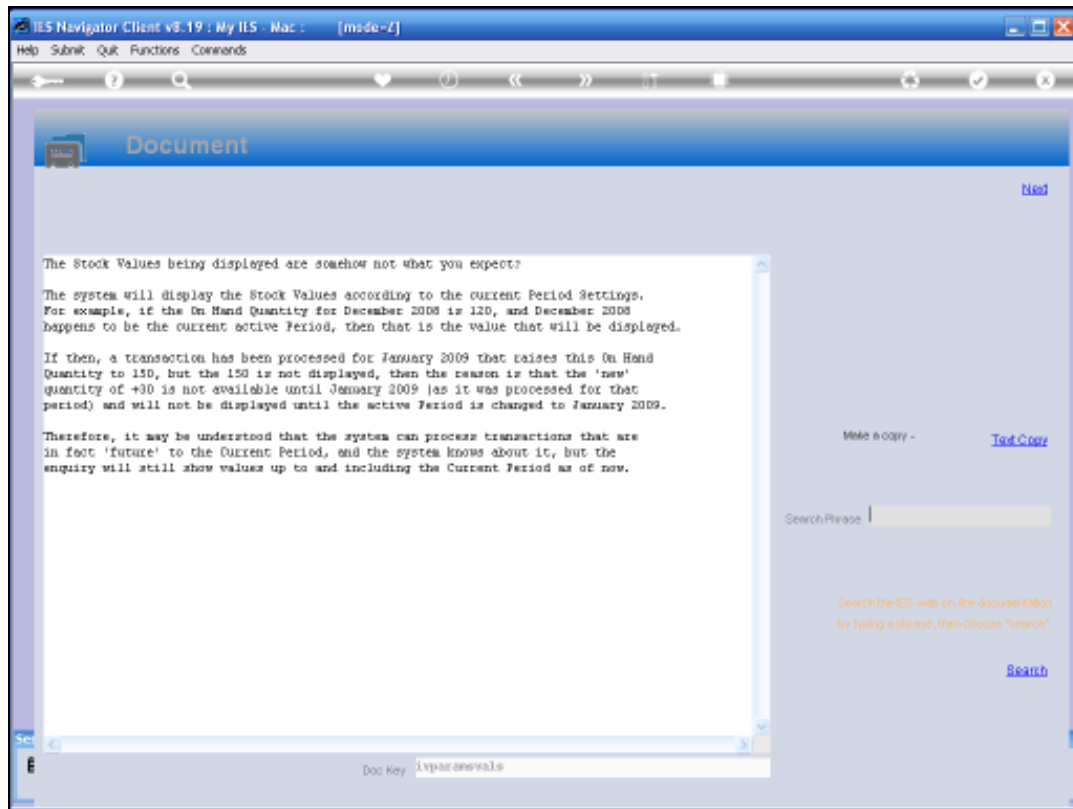 IES Navigator Client v8.19 : My IES - Mac : [mode=Z]
Help Submit Quit Functions Commands
Document
Next
The Stock Values being displayed are somehow not what you expect?
The system will display the Stock Values according to the current Period Settings.
For example, if the On Hand Quantity for December 2008 is 120, and December 2008
happens to be the current active Period, then that is the value that will be displayed.
If then, a transaction has been processed for January 2009 that raises this On Hand
Quantity to 150, but the 150 is not displayed, then the reason is that the 'new'
quantity of +30 is not available until January 2009 (as it was processed for that
period) and will not be displayed until the active Period is changed to January 2009.
Therefore, it may be understood that the system can process transactions that are
in fact 'future' to the Current Period, and the system knows about it, but the
enquiry will still show values up to and including the Current Period as of now.
Make a copy -
Text Copy
Search Phrase
Search the IES web on-line documentation
by typing a phrase, then choose "search".
Search
Ses
Doc Key ivparamsvals